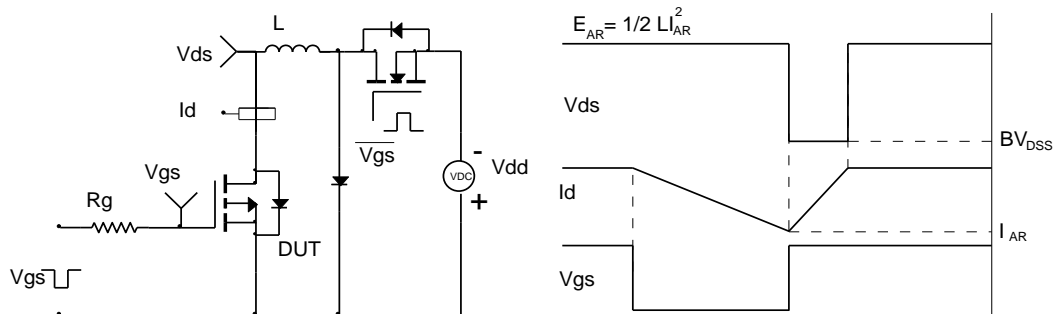 L
Vds
Id
Vgs
Rg
Vgs
DUT
Vgs
VDC
-
+
Vdd
E_AR = 1/2 LI_AR^2
Vds
BV_DSS
Id
I_AR
Vgs